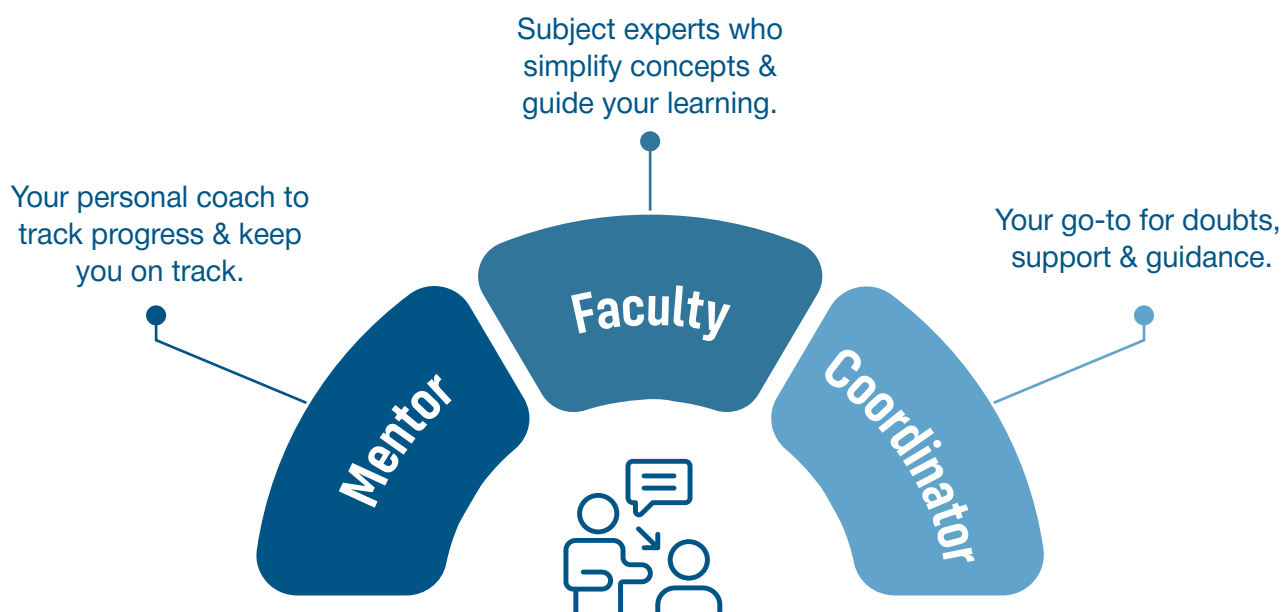 Subject experts who
simplify concepts &
guide your learning.
Your personal coach to
track progress & keep
you on track.
Your go-to for doubts,
support & guidance.
Mentor
Faculty
Coordinator